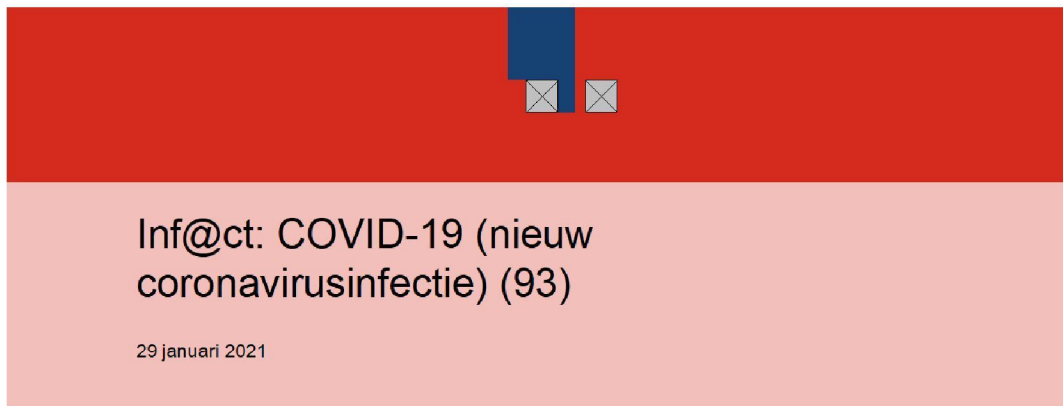 Inf@ct: COVID-19 (nieuw
coronavirusinfectie) (93)
29 januari 2021